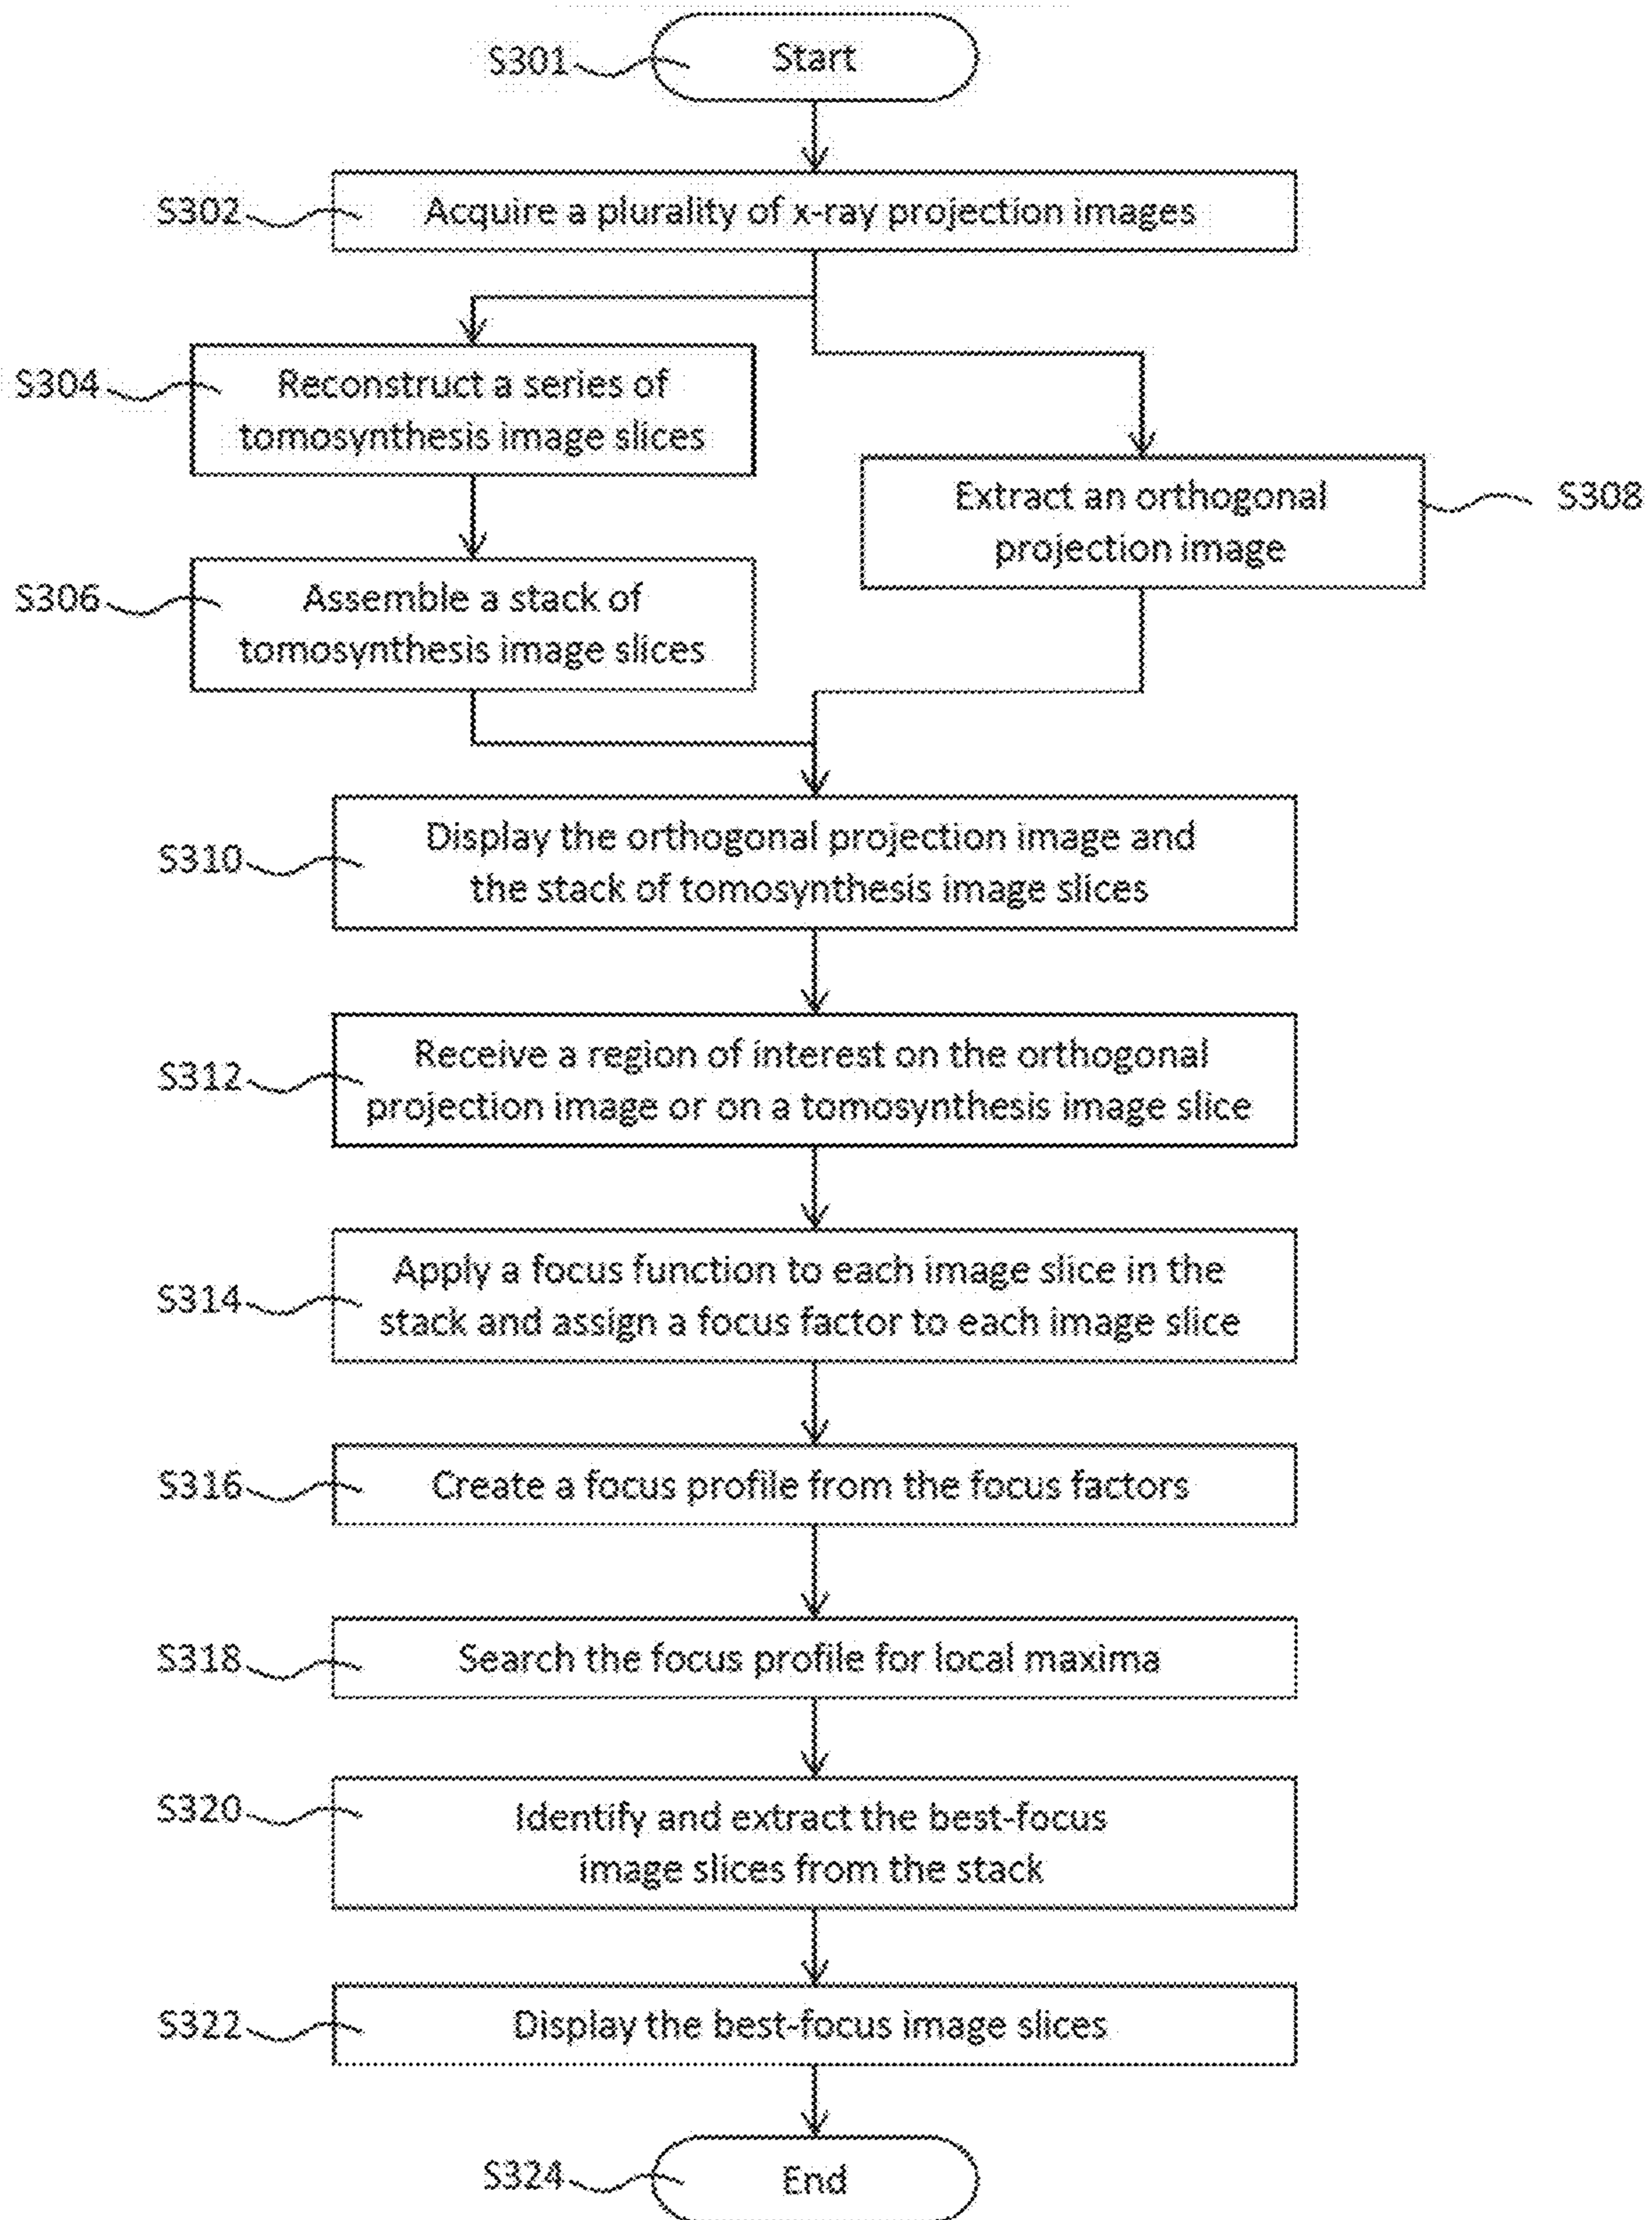 S301
Start
S302
Acquire a plurality of x-ray projection images
S304
Reconstruct a series of
tomosynthesis image slices
Extract an orthogonal
projection image
S308
S306
Assemble a stack of
tomosynthesis image slices
S310
Display the orthogonal projection image and
the stack of tomosynthesis image slices
S312
Receive a region of interest on the orthogonal
projection image or on a tomosynthesis image slice
S314
Apply a focus function to each image slice in the
stack and assign a focus factor to each image slice
S316
Create a focus profile from the focus factors
S318
Search the focus profile for local maxima
S320
Identify and extract the best-focus
image slices from the stack
S322
Display the best-focus image slices
S324
End